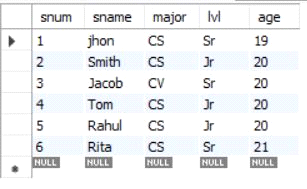 snum sname major lvl age
1 jhon CS Sr 19
2 Smith CS Jr 20
3 Jacob CV Sr 20
4 Tom CS Jr 20
5 Rahul CS Jr 20
6 Rita CS Sr 21
NULL NULL NULL NULL NULL